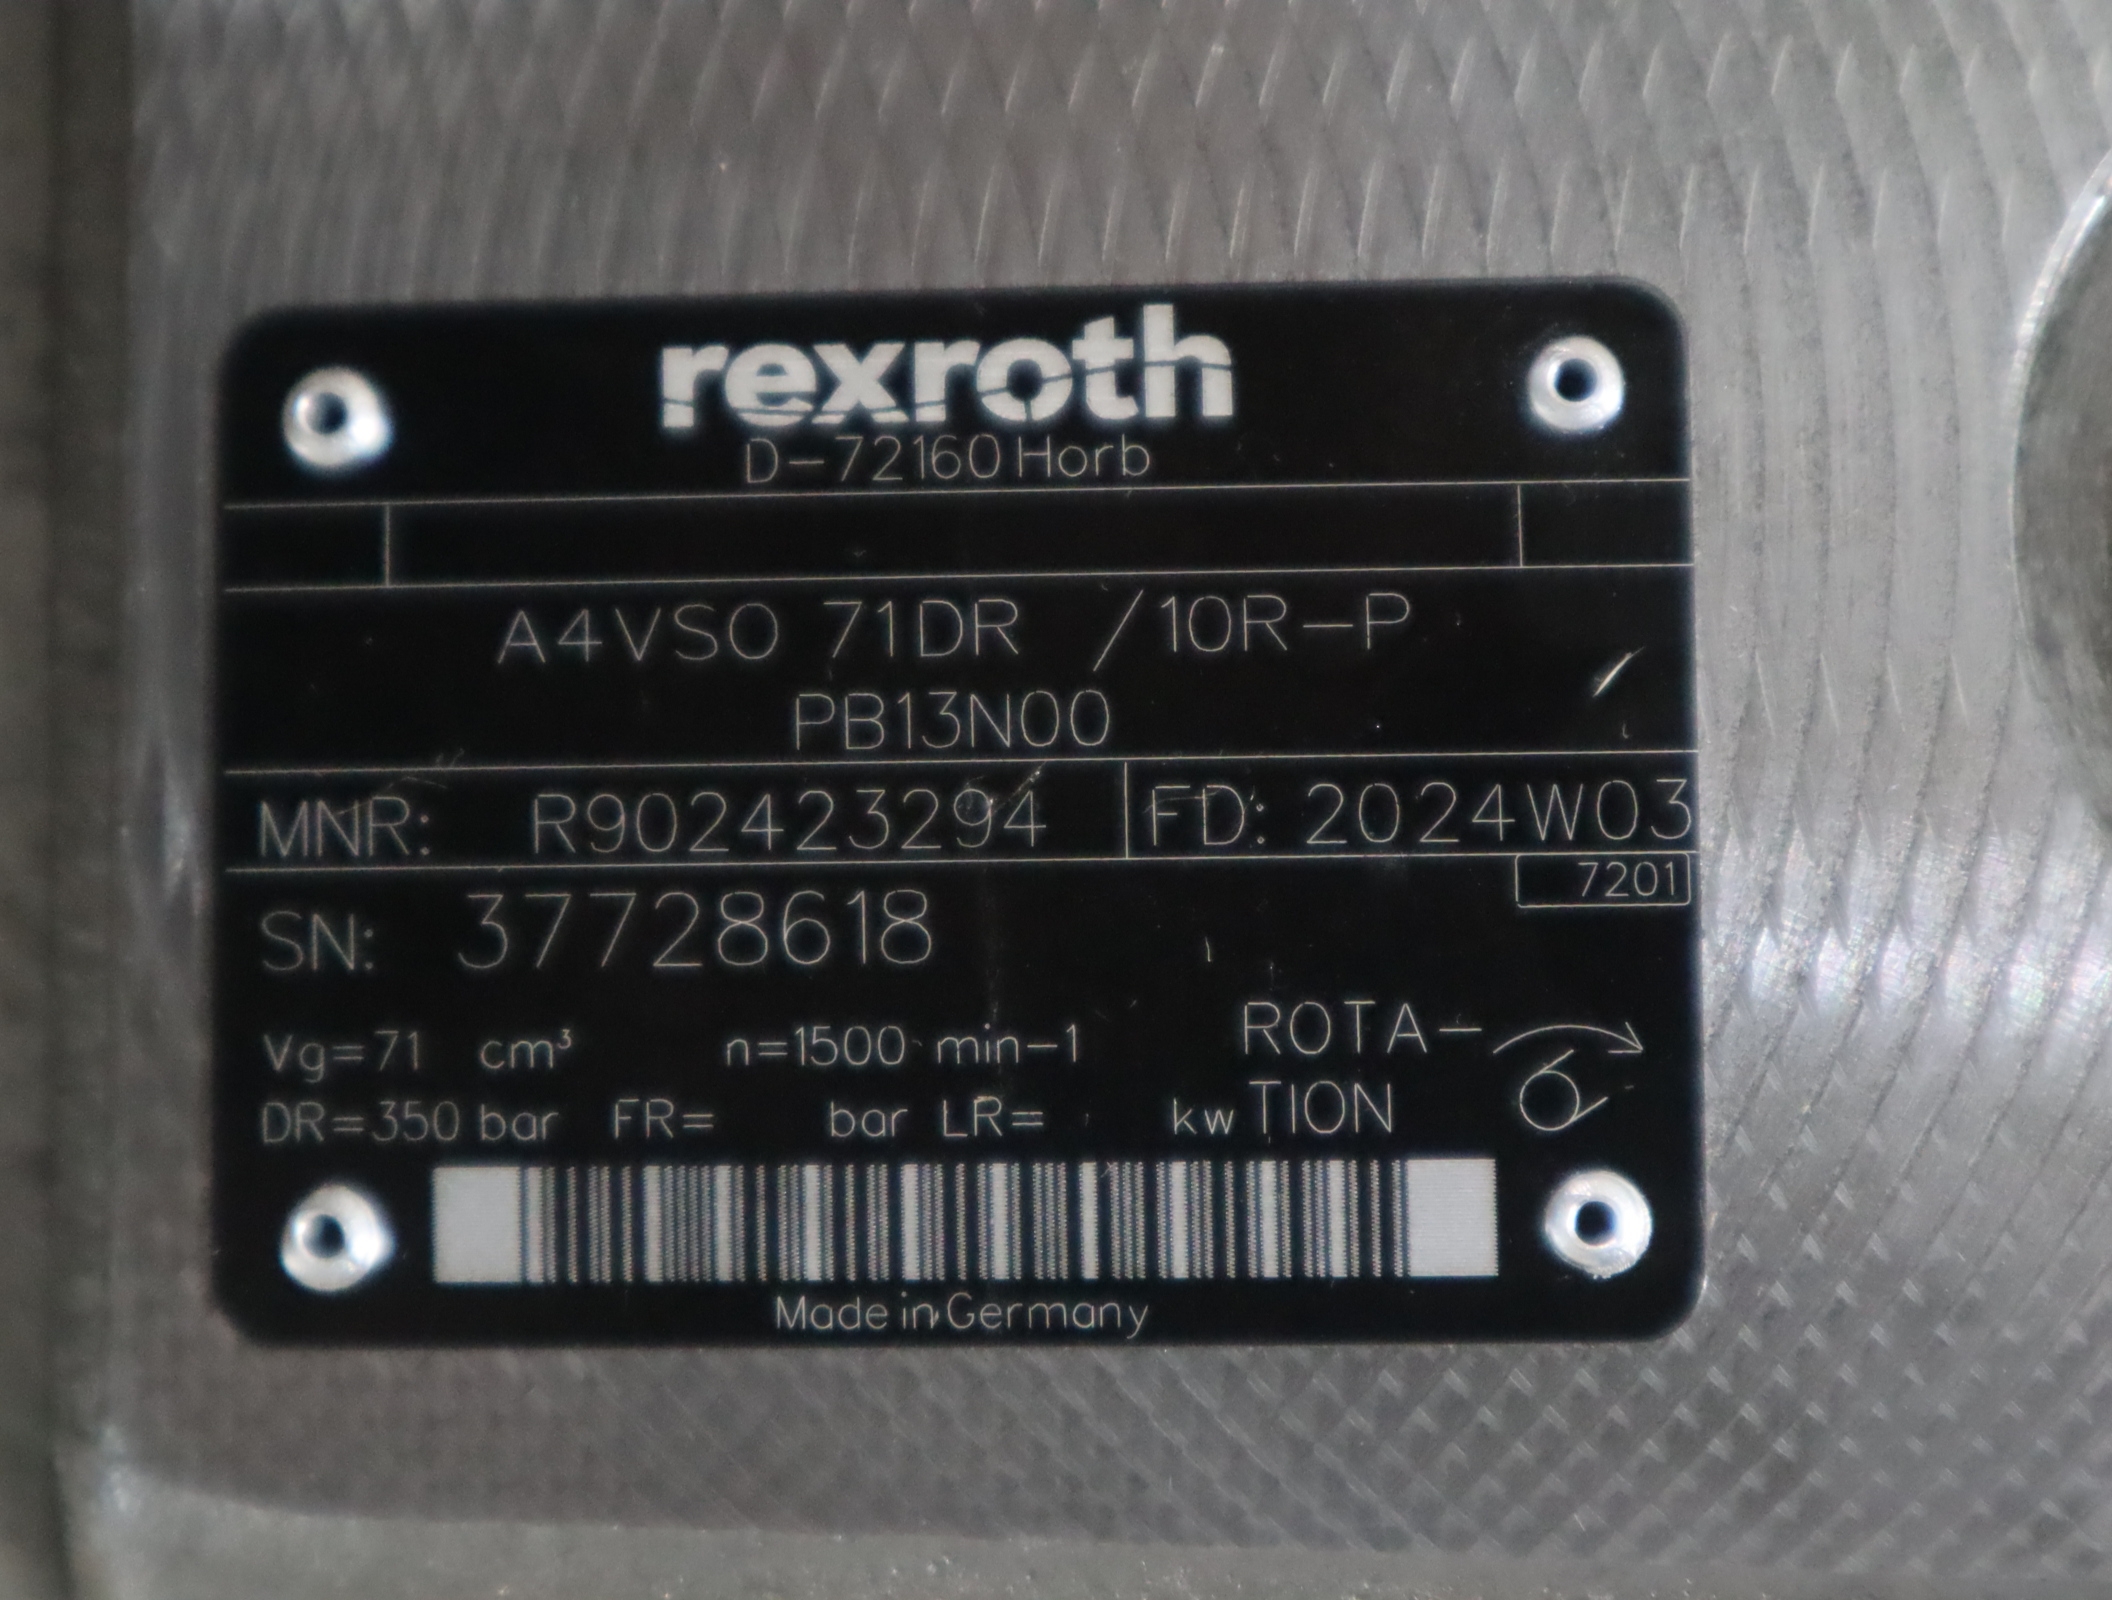 rexroth
D-72160 Horb
A4VSO 71DR /10R-P
PB13N00
MNR: R902423294 FD: 2024W03
7201
SN: 37728618
Vg=71 cm³ n=1500 min-1 ROTA-
DR=350 bar FR= bar LR= kw TION
Made in Germany